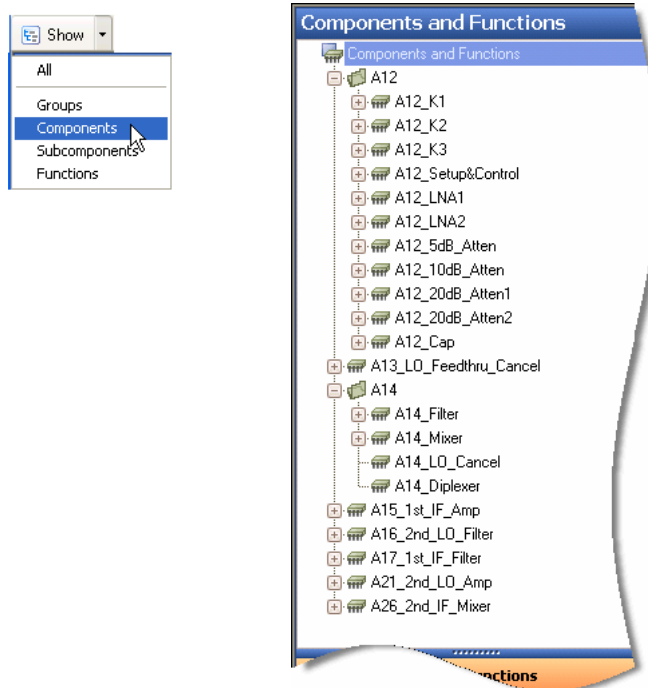 Show
All
Groups
Components
Subcomponents
Functions
Components and Functions
Components and Functions
A12
A12_K1
A12_K2
A12_K3
A12_Setup&Control
A12_LNA1
A12_LNA2
A12_5dB_Atten
A12_10dB_Atten
A12_20dB_Atten1
A12_20dB_Atten2
A12_Cap
A13_LO_Feedthru_Cancel
A14
A14_Filter
A14_Mixer
A14_LO_Cancel
A14_Diplexer
A15_1st_IF_Amp
A16_2nd_LO_Filter
A17_1st_IF_Filter
A21_2nd_LO_Amp
A26_2nd_IF_Mixer